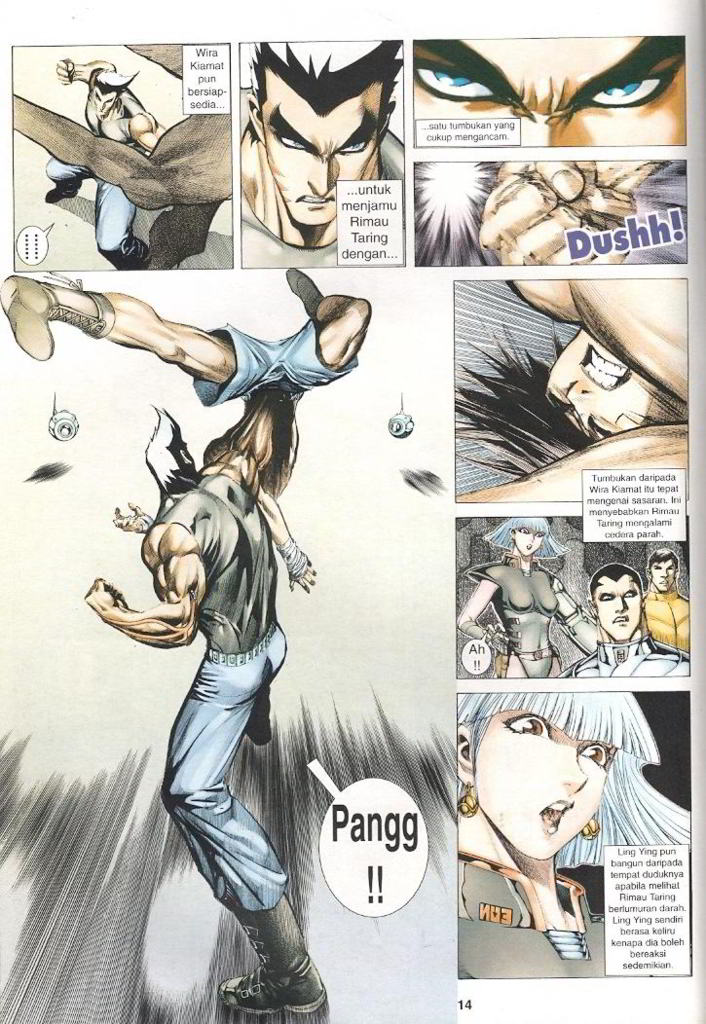 Wira
Kiamat
pun
bersiap-
sedia...
...untuk
menjamu
Rimau
Taring
dengan...
...satu tumbukan yang
cukup mengancam.
Dushh!
Tumbukan daripada
Wira Kiamat itu tepat
mengenai sasaran. Ini
menyebabkan Rimau
Taring mengalami
cedera parah.
Ah
!!
Pangg
!!
Ling Ying pun
bangun daripada
tempat duduknya
apabila melihat
Rimau Taring
berlumuran darah.
Ling Ying sendiri
berasa keliru
kenapa dia boleh
bereaksi
sedemikian.
14